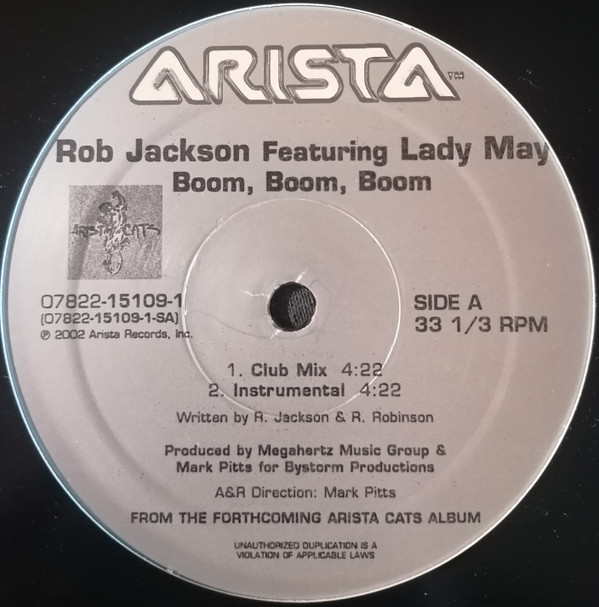 ARISTA™
Rob Jackson Featuring Lady May
Boom, Boom, Boom
ARISTA CATS
07822-15109-1
(07822-15109-1-SA)
℗ 2002 Arista Records, Inc.
SIDE A
33 1/3 RPM
1. Club Mix 4:22
2. Instrumental 4:22
Written by R. Jackson & R. Robinson
Produced by Megahertz Music Group &
Mark Pitts for Bystorm Productions
A&R Direction: Mark Pitts
FROM THE FORTHCOMING ARISTA CATS ALBUM
UNAUTHORIZED DUPLICATION IS A
VIOLATION OF APPLICABLE LAWS